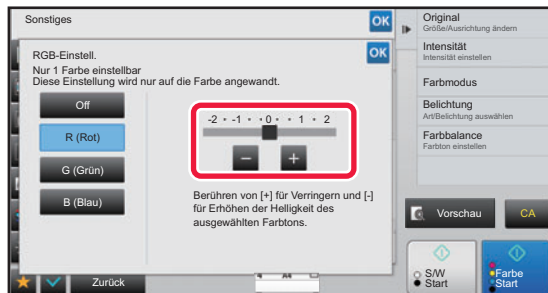 Sonstiges
OK
RGB-Einstell.
OK
Nur 1 Farbe einstellbar
Diese Einstellung wird nur auf die Farbe angewandt.
Off
R (Rot)
G (Grün)
B (Blau)
-2 • -1 • •0• • 1 • 2
−
+
Berühren von [+] für Verringern und [-]
für Erhöhen der Helligkeit des
ausgewählten Farbtons.
Zurück
A4
Original
Größe/Ausrichtung ändern
Intensität
Intensität einstellen
Farbmodus
Belichtung
Art/Belichtung auswählen
Farbbalance
Farbton einstellen
Vorschau
CA
S/W
Start
Farbe
Start